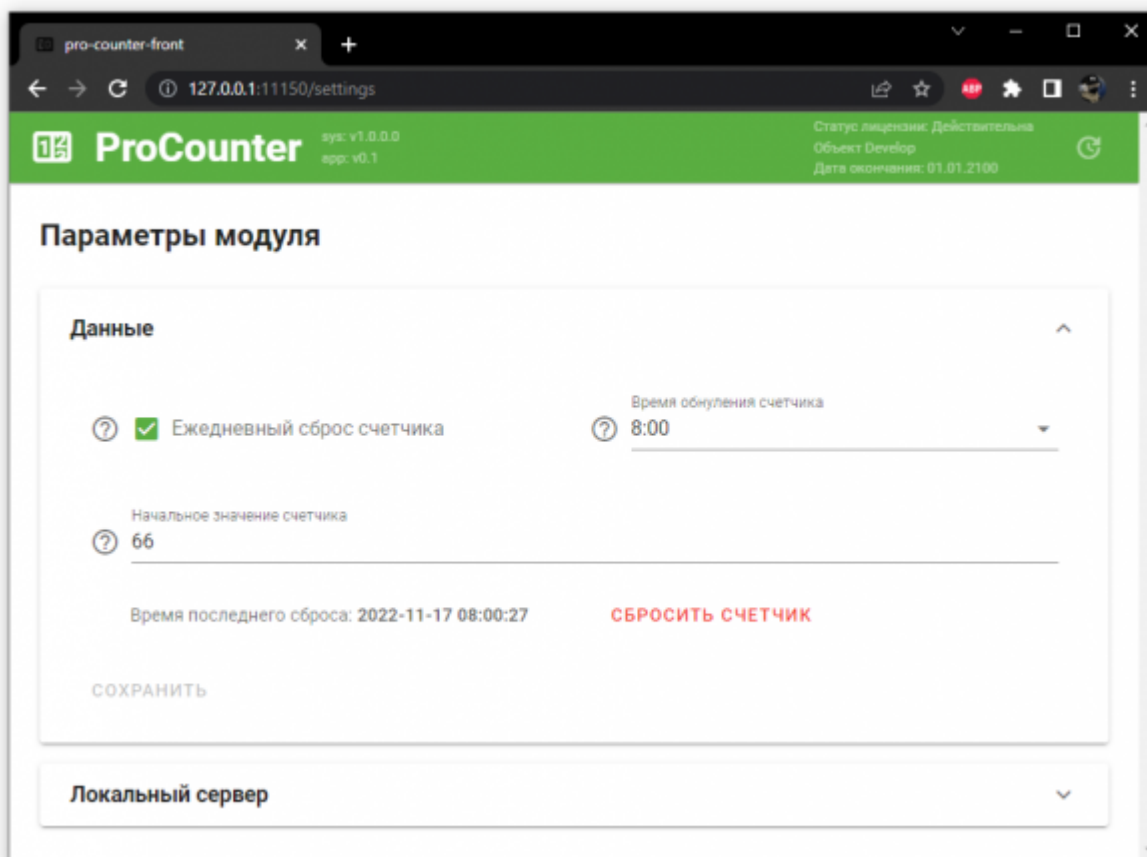 pro-counter-front
127.0.0.1:11150/settings
ABP
ProCounter
sys: v1.0.0.0
app: v0.1
Статус лицензии: Действительна
Объект Develop
Дата окончания: 01.01.2100
Параметры модуля
Данные
Ежедневный сброс счетчика
Время обнуления счетчика
8:00
Начальное значение счетчика
66
Время последнего сброса: 2022-11-17 08:00:27
СБРОСИТЬ СЧЕТЧИК
СОХРАНИТЬ
Локальный сервер